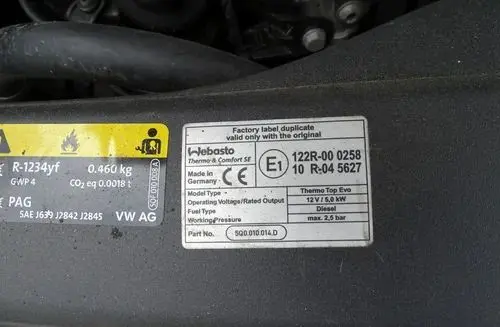 R-1234yf 0.460 kg
GWP 4 CO₂ eq 0.0018 t
PAG
SAE J639 J2842 J2845 VW AG
5Q0.010.028.A
Factory label duplicate
valid only with the original
Webasto
Thermo & Comfort SE
Made in
Germany
CE
E1
122R-00 0258
10 R-04 5627
Model Type Thermo Top Evo
Operating Voltage/Rated Output 12 V / 5,0 kW
Fuel Type Diesel
Working Pressure max. 2,5 bar
Part No. 5Q0.010.014.D